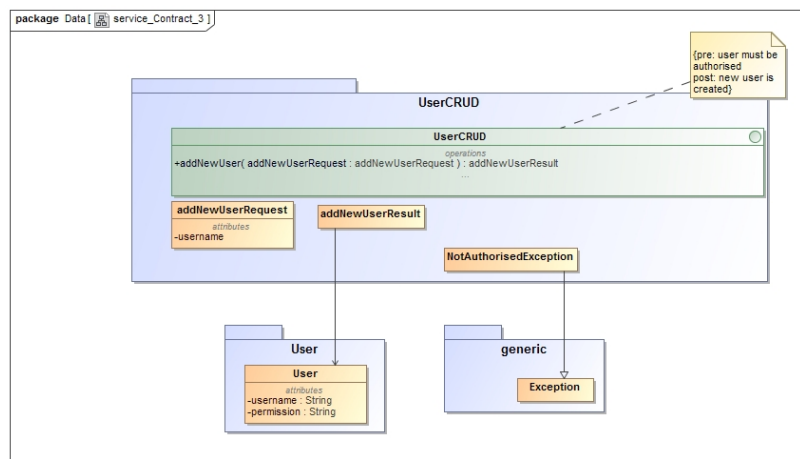 package Data [ service_Contract_3 ]
{pre: user must be
authorised
post: new user is
created}
UserCRUD
UserCRUD
operations
+addNewUser( addNewUserRequest : addNewUserRequest ) : addNewUserResult
...
addNewUserRequest
attributes
-username
addNewUserResult
NotAuthorisedException
User
User
attributes
-username : String
-permission : String
generic
Exception